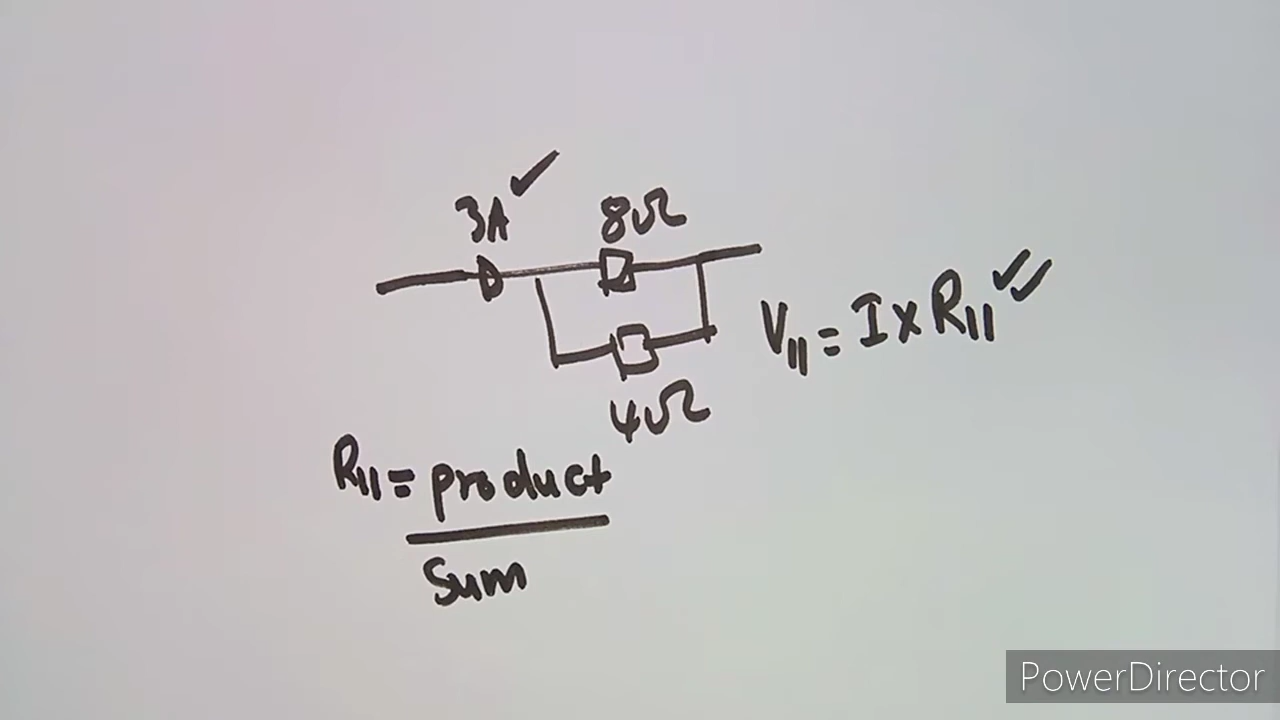 3A ✓
8Ω
4Ω
V|| = I x R|| ✓✓
R|| = product
sum
PowerDirector